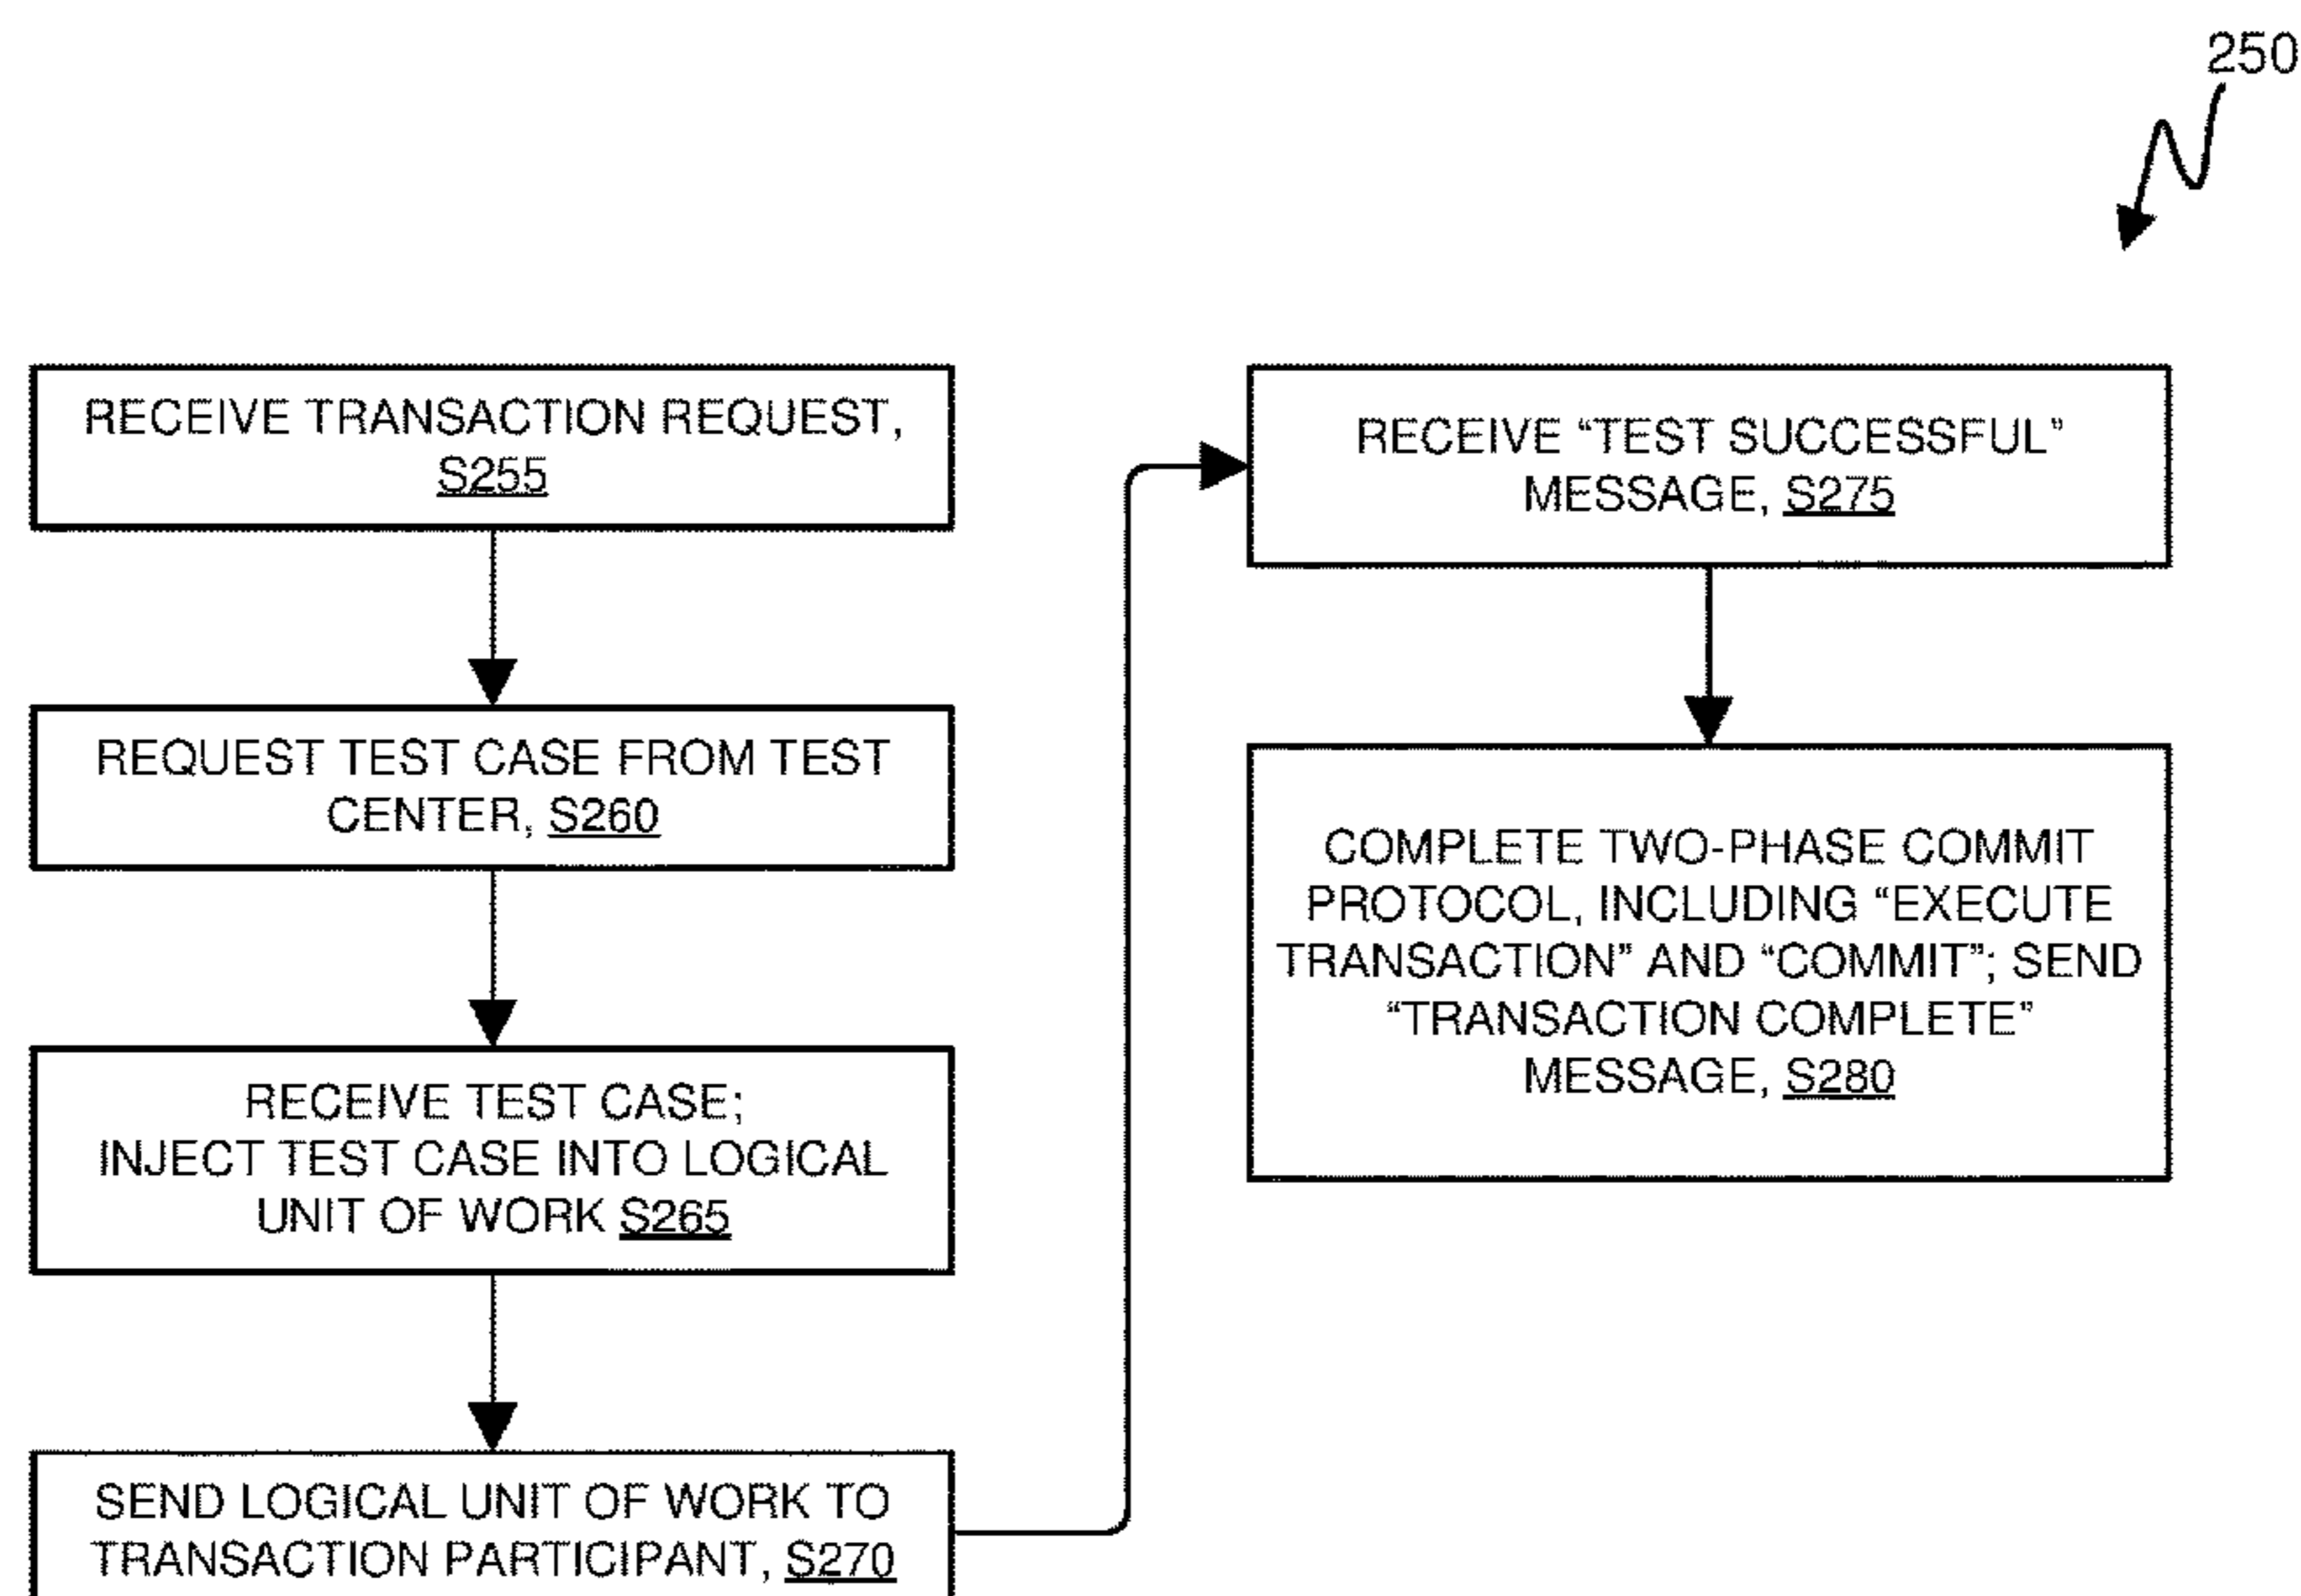 250
RECEIVE TRANSACTION REQUEST,
S255
REQUEST TEST CASE FROM TEST
CENTER, S260
RECEIVE TEST CASE;
INJECT TEST CASE INTO LOGICAL
UNIT OF WORK S265
SEND LOGICAL UNIT OF WORK TO
TRANSACTION PARTICIPANT, S270
RECEIVE “TEST SUCCESSFUL”
MESSAGE, S275
COMPLETE TWO-PHASE COMMIT
PROTOCOL, INCLUDING “EXECUTE
TRANSACTION” AND “COMMIT”; SEND
“TRANSACTION COMPLETE”
MESSAGE, S280